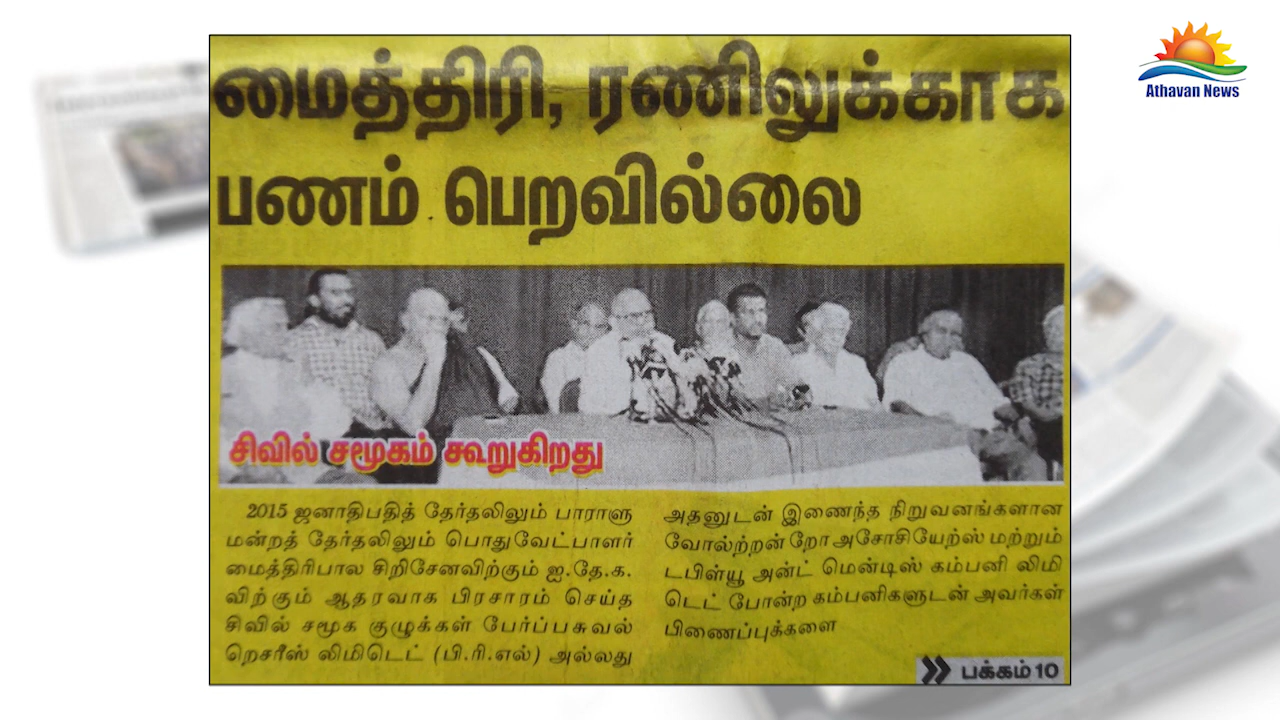 Athavan News
மைத்திரி, ரணிலுக்காக
பணம் பெறவில்லை
சிவில் சமூகம் கூறுகிறது
2015 ஜனாதிபதித் தேர்தலிலும் பாராளு
மன்றத் தேர்தலிலும் பொதுவேட்பாளர்
மைத்திரிபால சிறிசேனவிற்கும் ஐ.தே.க.
விற்கும் ஆதரவாக பிரசாரம் செய்த
சிவில் சமூக குழுக்கள் பேர்ப்பசுவல்
றெசரீஸ் லிமிடெட் (பி.ரி.எல்) அல்லது
அதனுடன் இணைந்த நிறுவனங்களான
வோல்ற்றன் றோ அசோசியேற்ஸ் மற்றும்
டபிள்யூ அன்ட் மென்டிஸ் கம்பனி லிமி
டெட் போன்ற கம்பனிகளுடன் அவர்கள்
பிணைப்புக்களை
பக்கம் 10